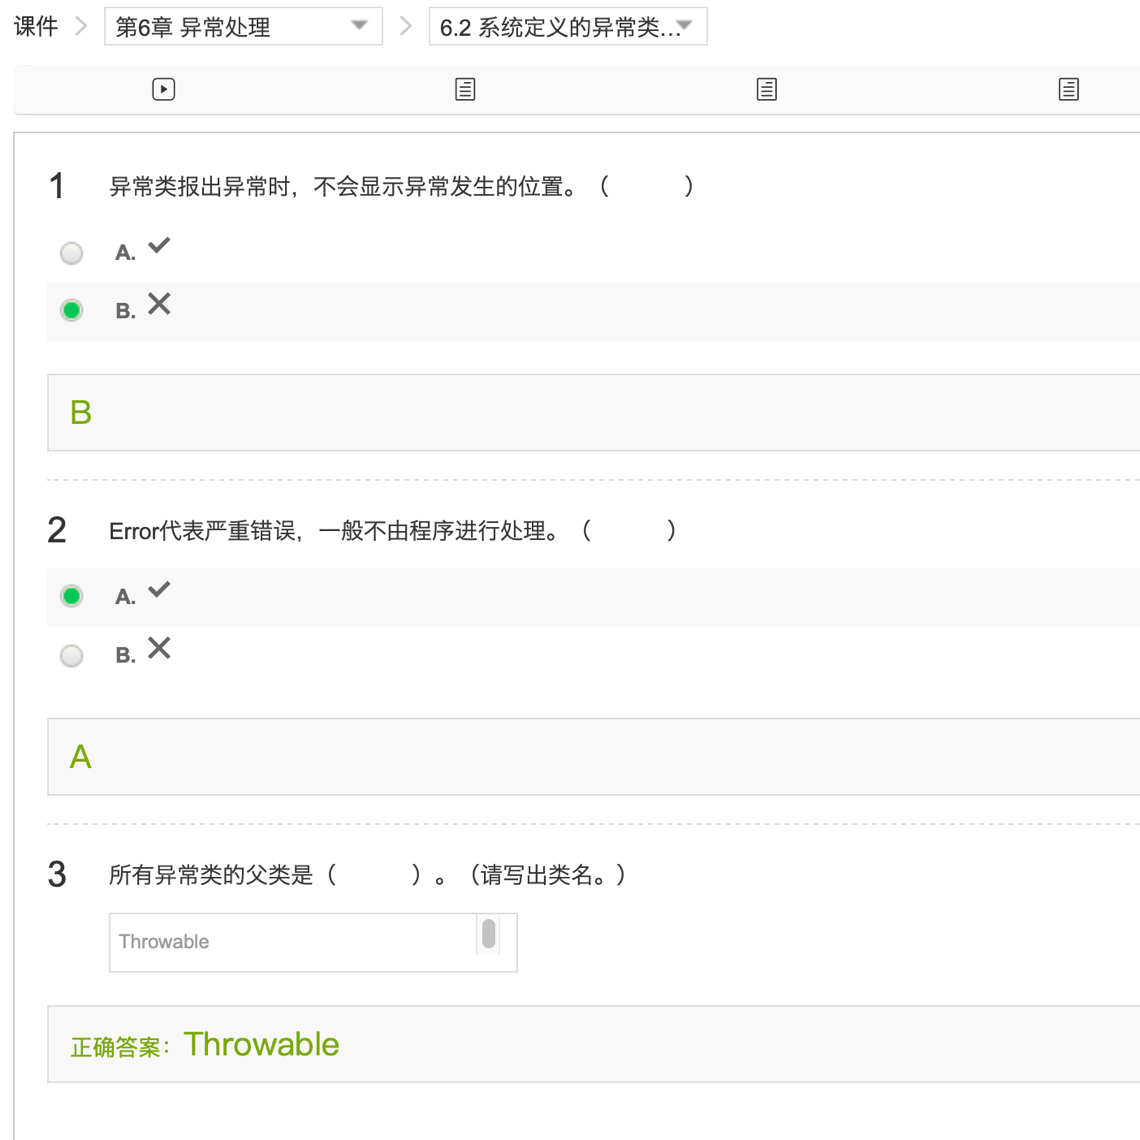 课件 第6章 异常处理 6.2 系统定义的异常类...
1 异常类报出异常时，不会显示异常发生的位置。（ ）
A.
B.
B
2 Error代表严重错误，一般不由程序进行处理。（ ）
A.
B.
A
3 所有异常类的父类是（ ）。（请写出类名。）
Throwable
正确答案：Throwable